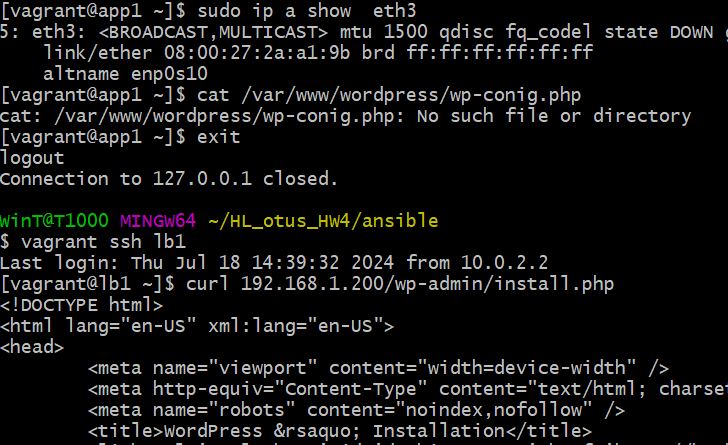 [vagrant@app1 ~]$ sudo ip a show  eth3
5: eth3: <BROADCAST,MULTICAST> mtu 1500 qdisc fq_codel state DOWN g
    link/ether 08:00:27:2a:a1:9b brd ff:ff:ff:ff:ff:ff
    altname enp0s10
[vagrant@app1 ~]$ cat /var/www/wordpress/wp-conig.php
cat: /var/www/wordpress/wp-conig.php: No such file or directory
[vagrant@app1 ~]$ exit
logout
Connection to 127.0.0.1 closed.
WinT@T1000 MINGW64 ~/HL_otus_HW4/ansible
$ vagrant ssh lb1
Last login: Thu Jul 18 14:39:32 2024 from 10.0.2.2
[vagrant@lb1 ~]$ curl 192.168.1.200/wp-admin/install.php
<!DOCTYPE html>
<html lang="en-US" xml:lang="en-US">
<head>
        <meta name="viewport" content="width=device-width" />
        <meta http-equiv="Content-Type" content="text/html; charset
        <meta name="robots" content="noindex,nofollow" />
        <title>WordPress &rsaquo; Installation</title>